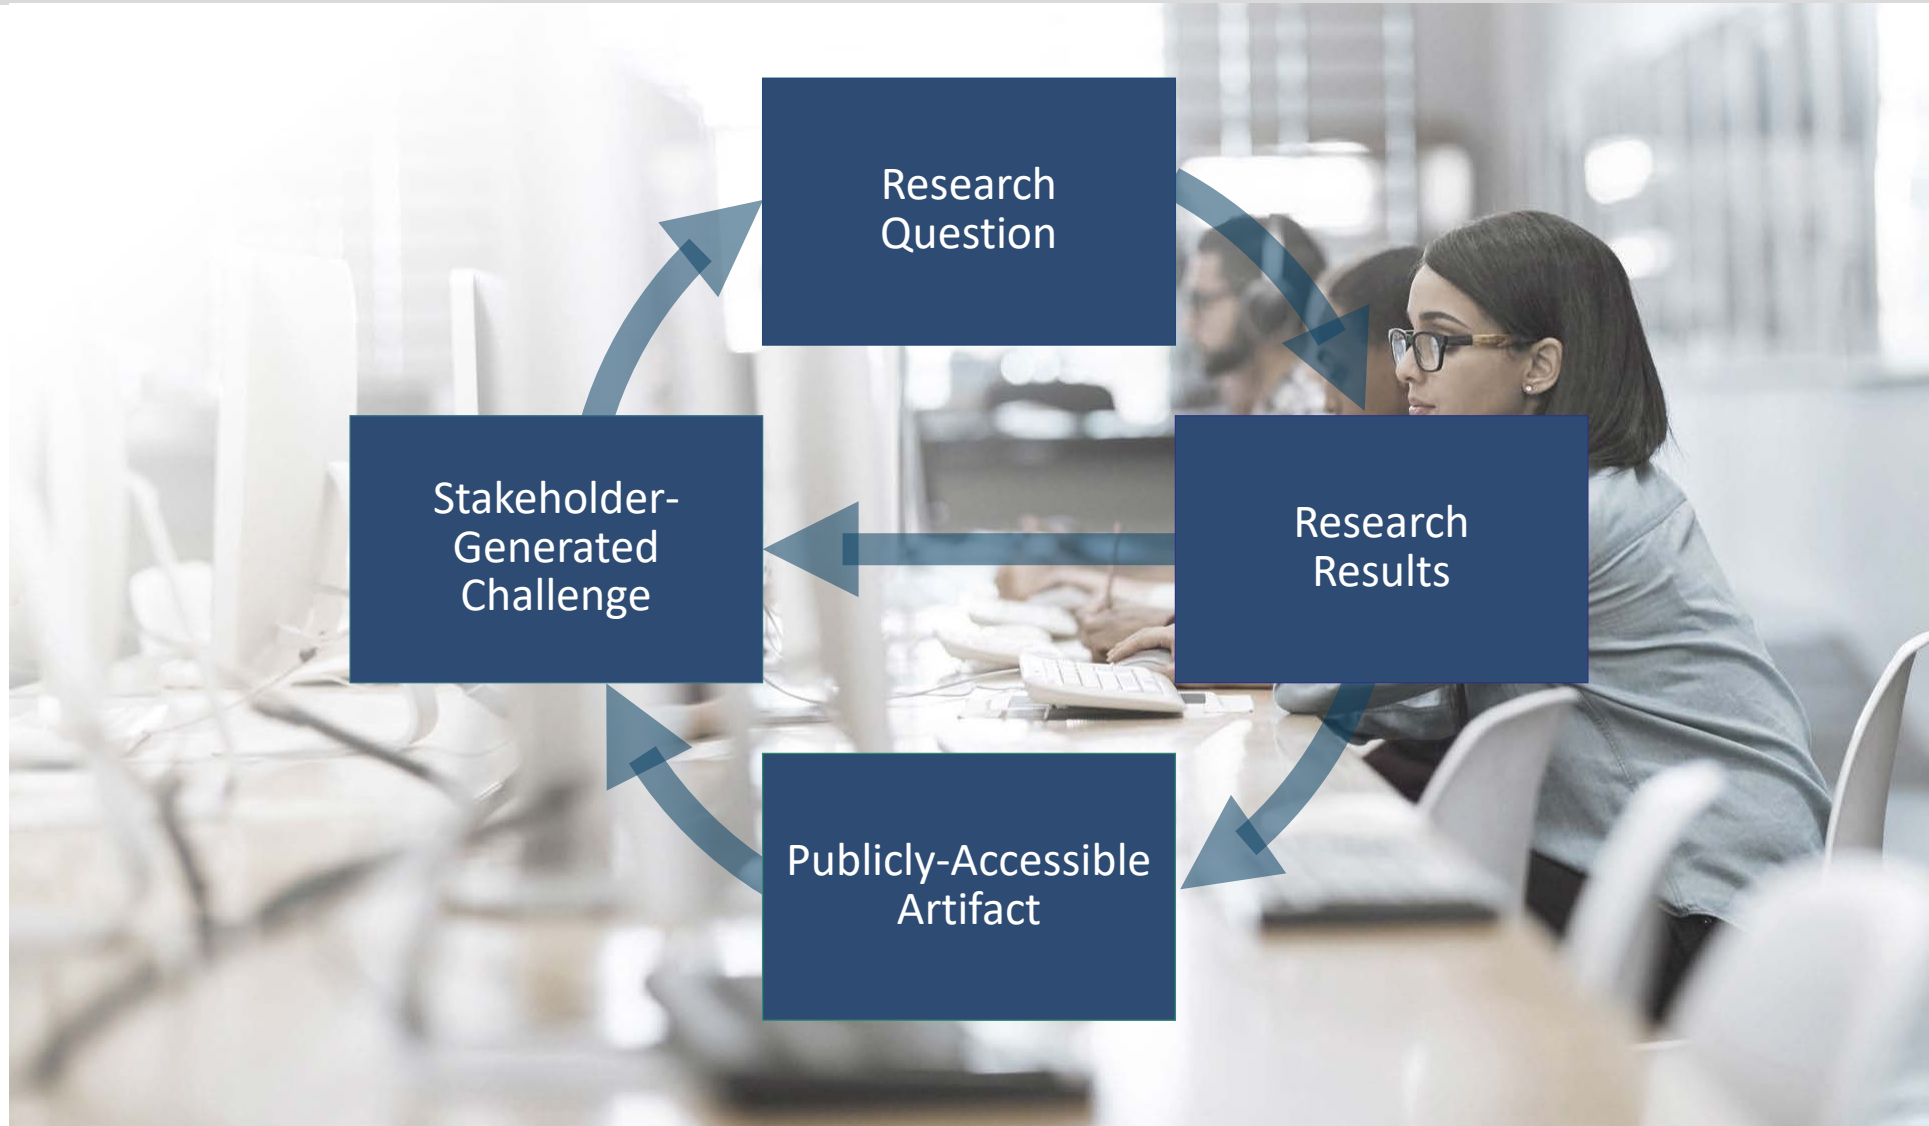 Research
Question
Stakeholder-
Generated
Challenge
Research
Results
Publicly-Accessible
Artifact